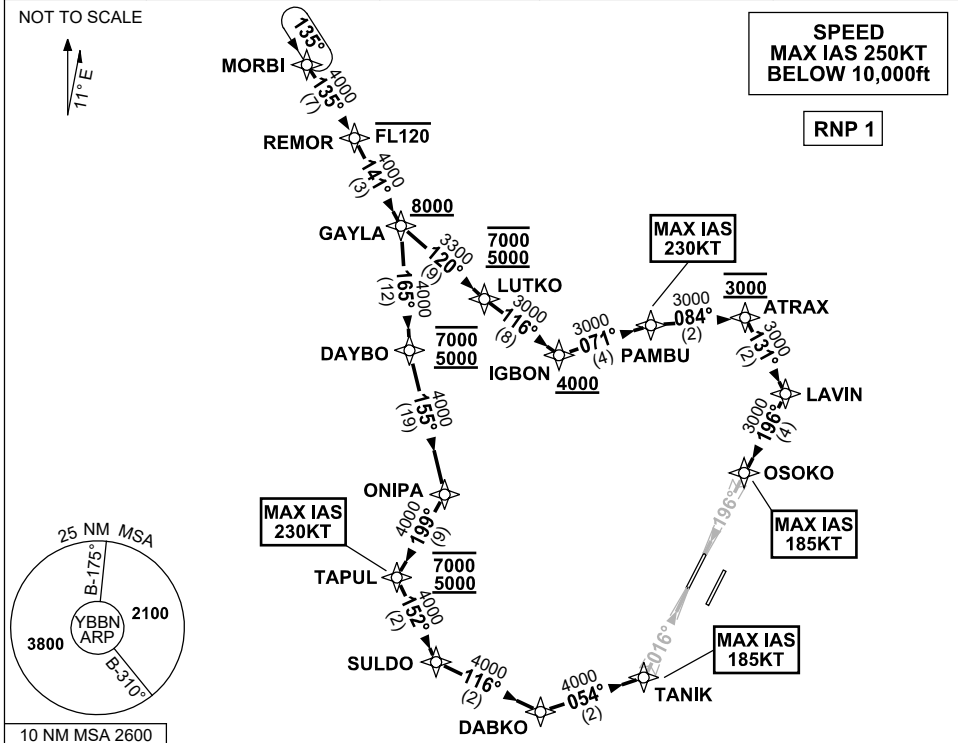 NOT TO SCALE
11° E
SPEED
MAX IAS 250KT
BELOW 10,000ft
RNP 1
135°
MORBI
4000
135°
(7)
REMOR
FL120
4000
141°
(3)
GAYLA
8000
3300
120°
(9)
7000
5000
LUTKO
4000
165°
(12)
DAYBO
7000
5000
3000
116°
(8)
IGBON
4000
3000
071°
(4)
MAX IAS
230KT
PAMBU
3000
084°
(2)
3000
ATRAX
3000
131°
(2)
LAVIN
3000
196°
(4)
OSOKO
MAX IAS
185KT
196°
4000
155°
(19)
ONIPA
MAX IAS
230KT
4000
199°
(6)
TAPUL
7000
5000
4000
152°
(2)
SULDO
4000
116°
(2)
DABKO
4000
054°
(2)
TANIK
MAX IAS
185KT
016°
25 NM MSA
B-175°
YBBN
ARP
2100
3800
B-310°
10 NM MSA 2600